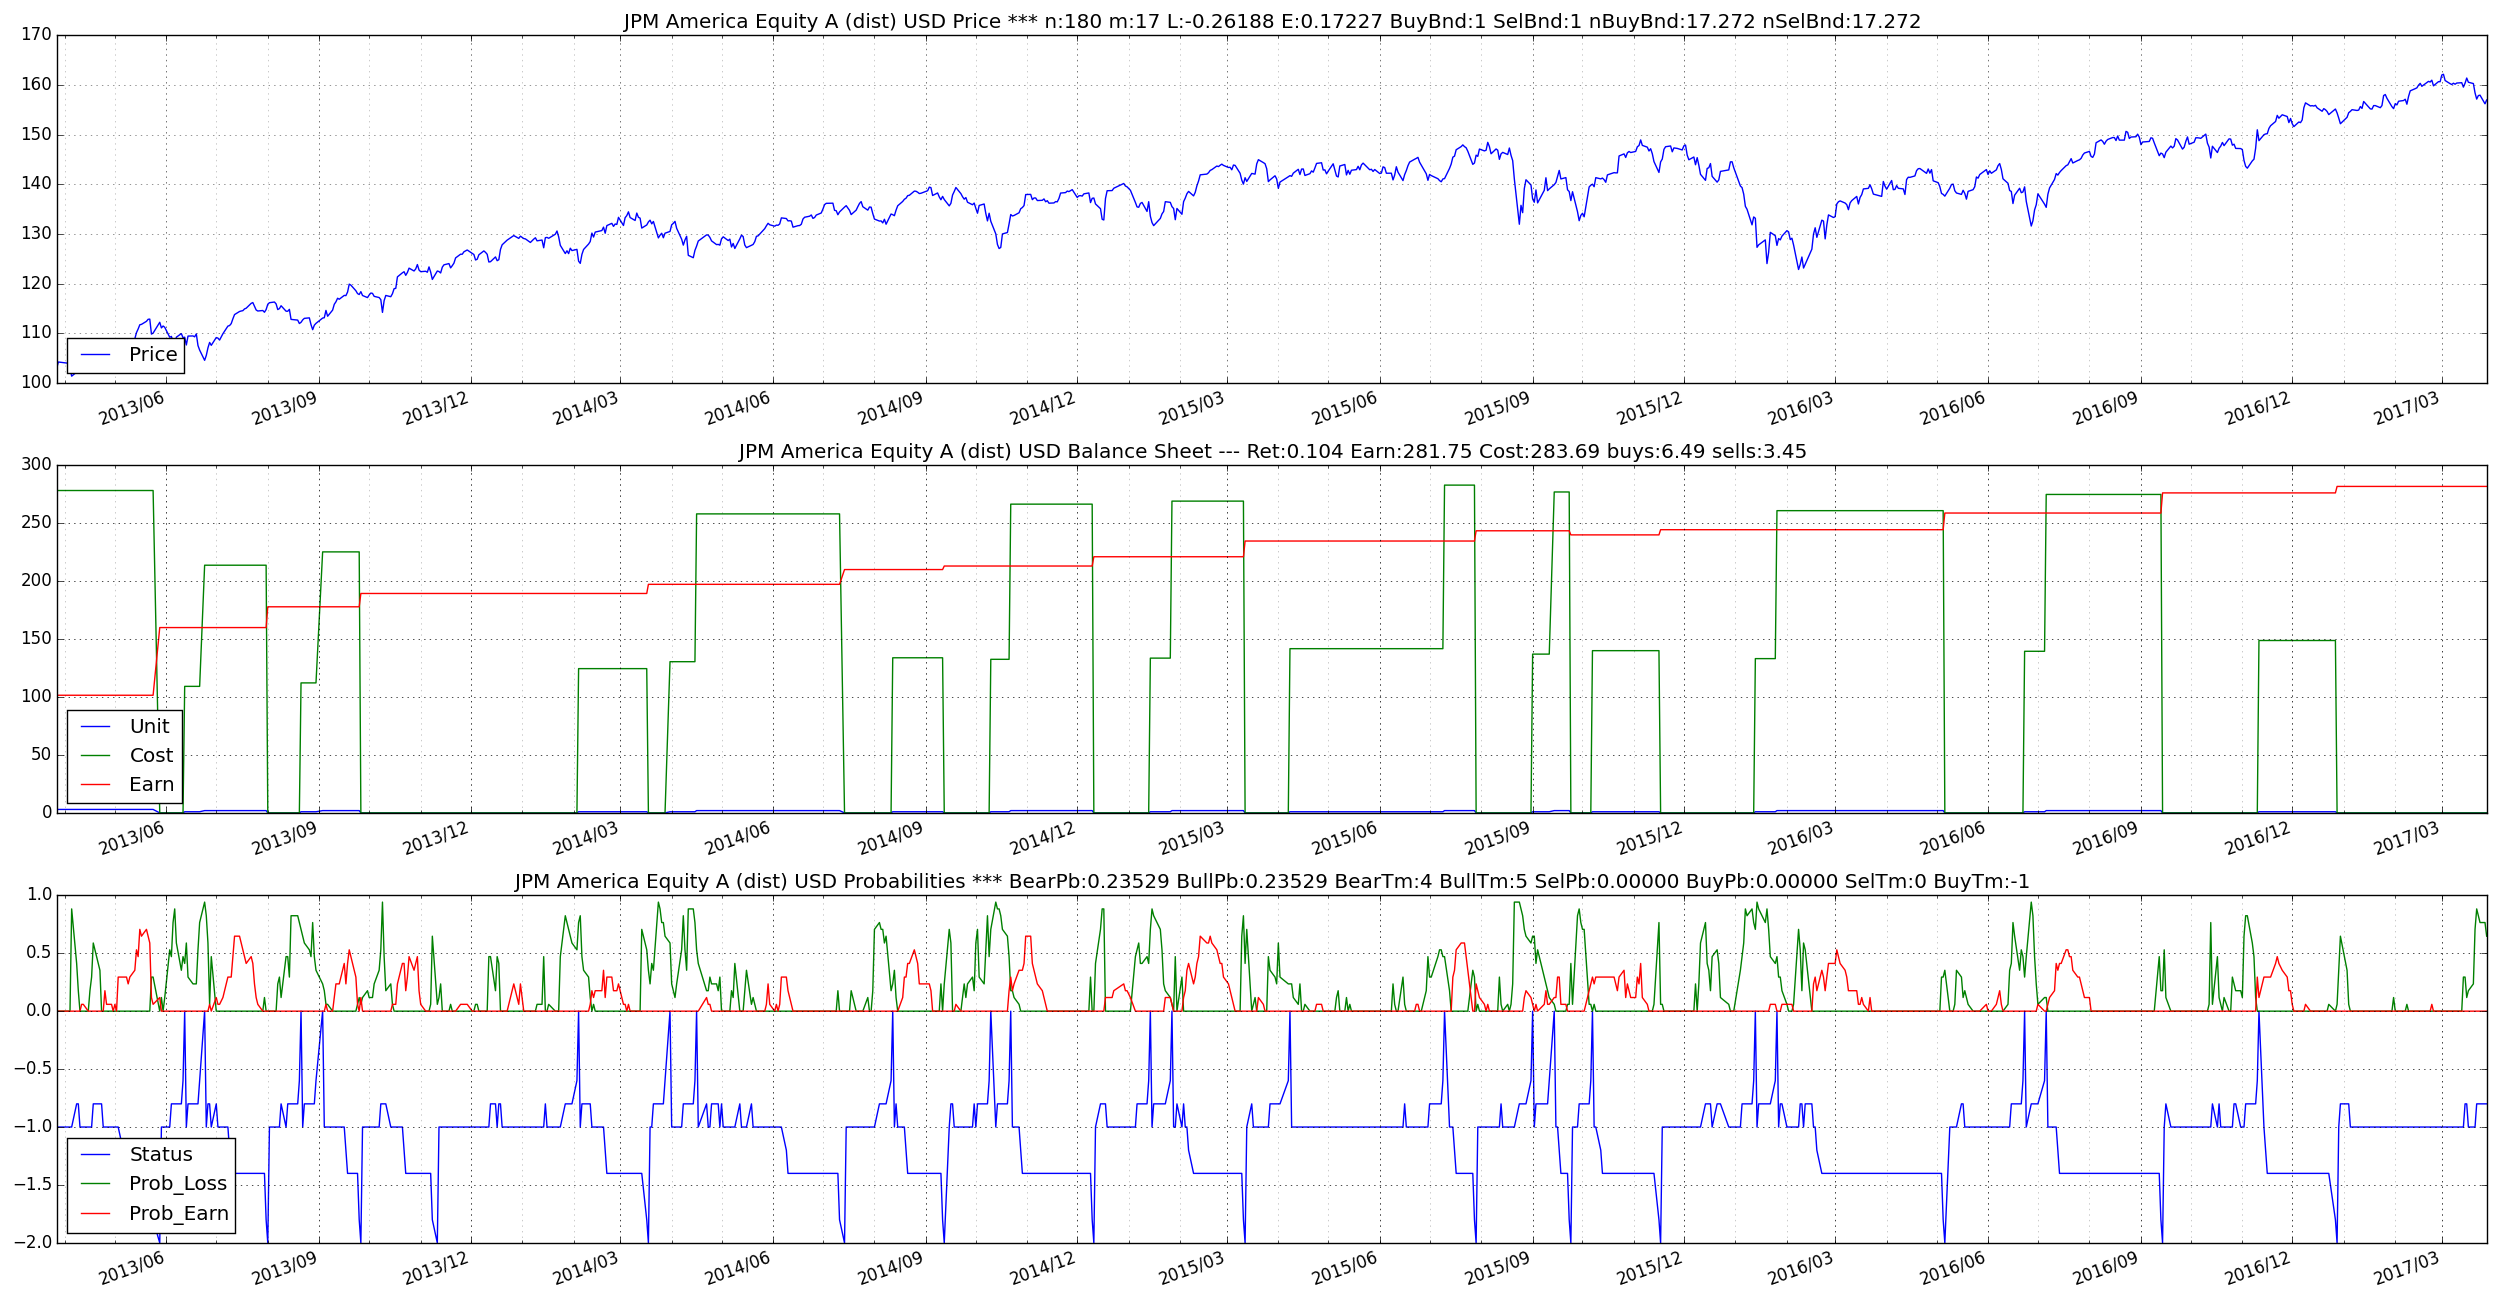 JPM America Equity A (dist) USD Price *** n:180 m:17 L:-0.26188 E:0.17227 BuyBnd:1 SelBnd:1 nBuyBnd:17.272 nSelBnd:17.272
170
160
150
140
130
120
110
100
Price
2013/06 2013/09 2013/12 2014/03 2014/06 2014/09 2014/12 2015/03 2015/06 2015/09 2015/12 2016/03 2016/06 2016/09 2016/12 2017/03
JPM America Equity A (dist) USD Balance Sheet --- Ret:0.104 Earn:281.75 Cost:283.69 buys:6.49 sells:3.45
300
250
200
150
100
50
0
Unit
Cost
Earn
2013/06 2013/09 2013/12 2014/03 2014/06 2014/09 2014/12 2015/03 2015/06 2015/09 2015/12 2016/03 2016/06 2016/09 2016/12 2017/03
JPM America Equity A (dist) USD Probabilities *** BearPb:0.23529 BullPb:0.23529 BearTm:4 BullTm:5 SelPb:0.00000 BuyPb:0.00000 SelTm:0 BuyTm:-1
1.0
0.5
0.0
−0.5
−1.0
−1.5
−2.0
Status
Prob_Loss
Prob_Earn
2013/06 2013/09 2013/12 2014/03 2014/06 2014/09 2014/12 2015/03 2015/06 2015/09 2015/12 2016/03 2016/06 2016/09 2016/12 2017/03